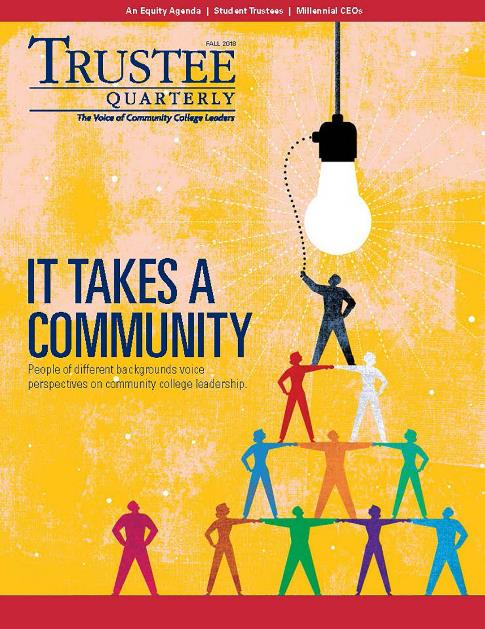 An Equity Agenda | Student Trustees | Millennial CEOs
FALL 2018
TRUSTEE
QUARTERLY
The Voice of Community College Leaders
IT TAKES A
COMMUNITY
People of different backgrounds voice
perspectives on community college leadership.